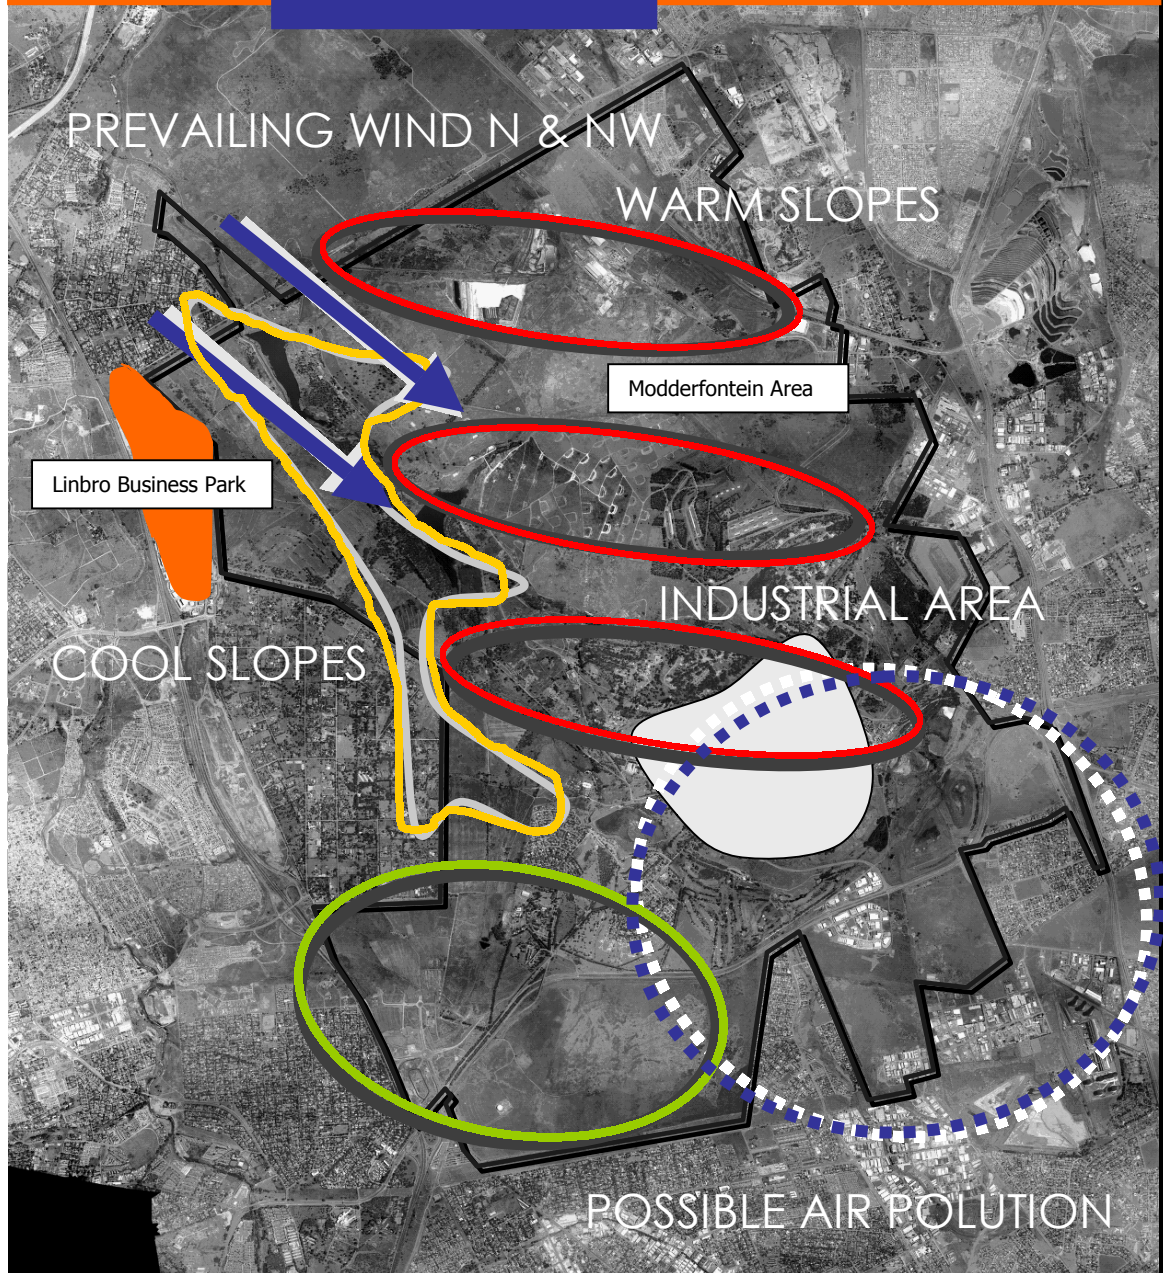 PREVAILING WIND N & NW
WARM SLOPES
Modderfontein Area
Linbro Business Park
INDUSTRIAL AREA
COOL SLOPES
POSSIBLE AIR POLUTION